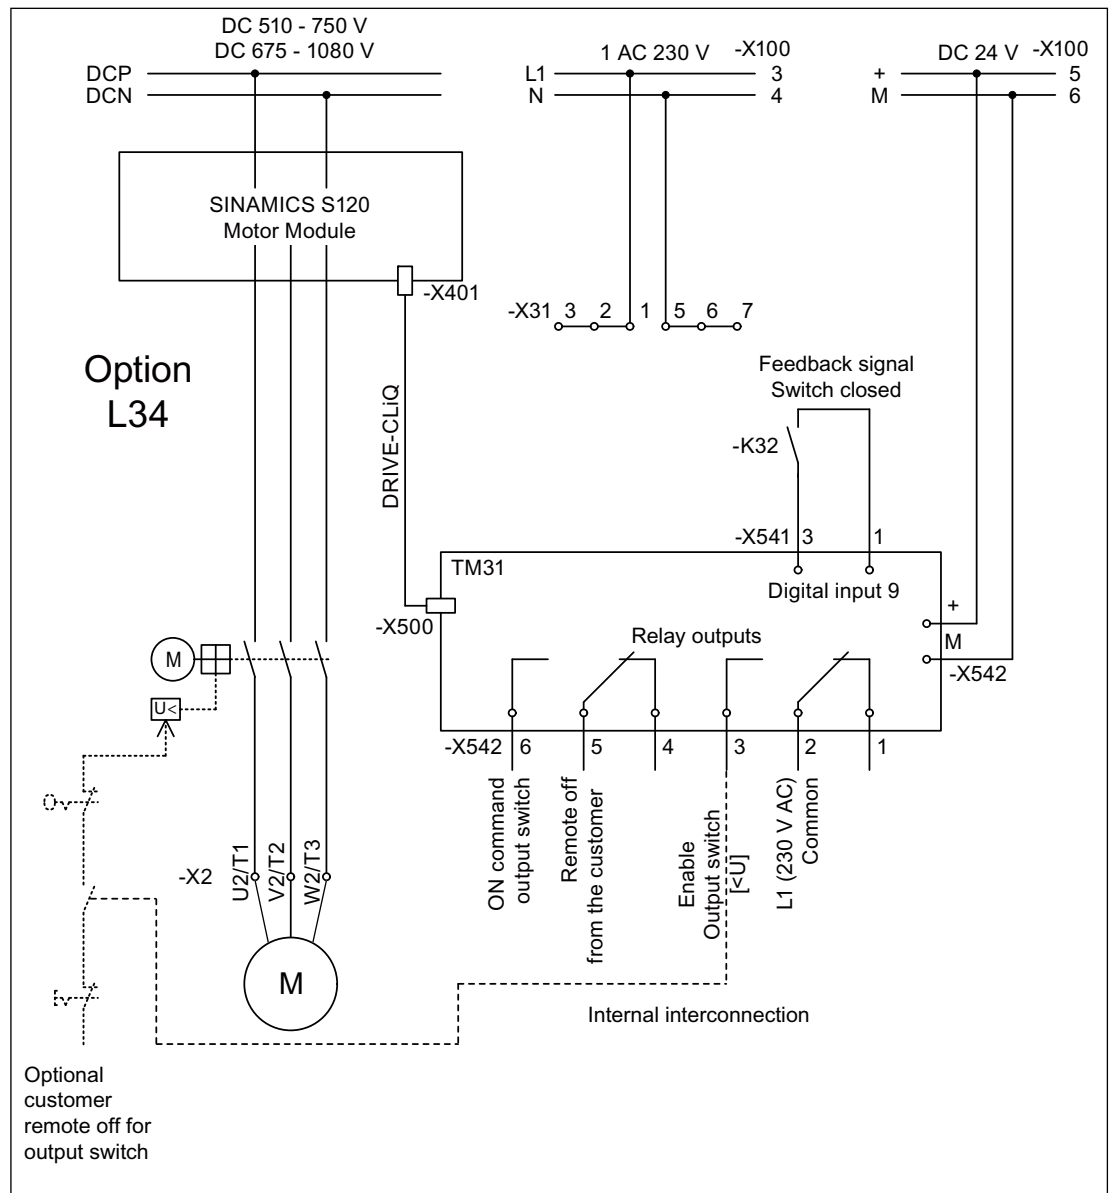 DC 510 - 750 V
DC 675 - 1080 V
DCP
DCN
1 AC 230 V
-X100
L1
3
N
4
DC 24 V
-X100
+
5
M
6
SINAMICS S120
Motor Module
-X401
-X31 3 2 1 5 6 7
Option
L34
DRIVE-CLiQ
Feedback signal
Switch closed
-K32
-X541 3 1
TM31
Digital input 9
-X500
Relay outputs
+
M
-X542
M
U<
-X542 6 5 4 3 2 1
ON command
output switch
Remote off
from the customer
Enable
Output switch
[<U]
L1 (230 V AC)
Common
-X2
U2/T1
V2/T2
W2/T3
M
Internal interconnection
Optional
customer
remote off for
output switch